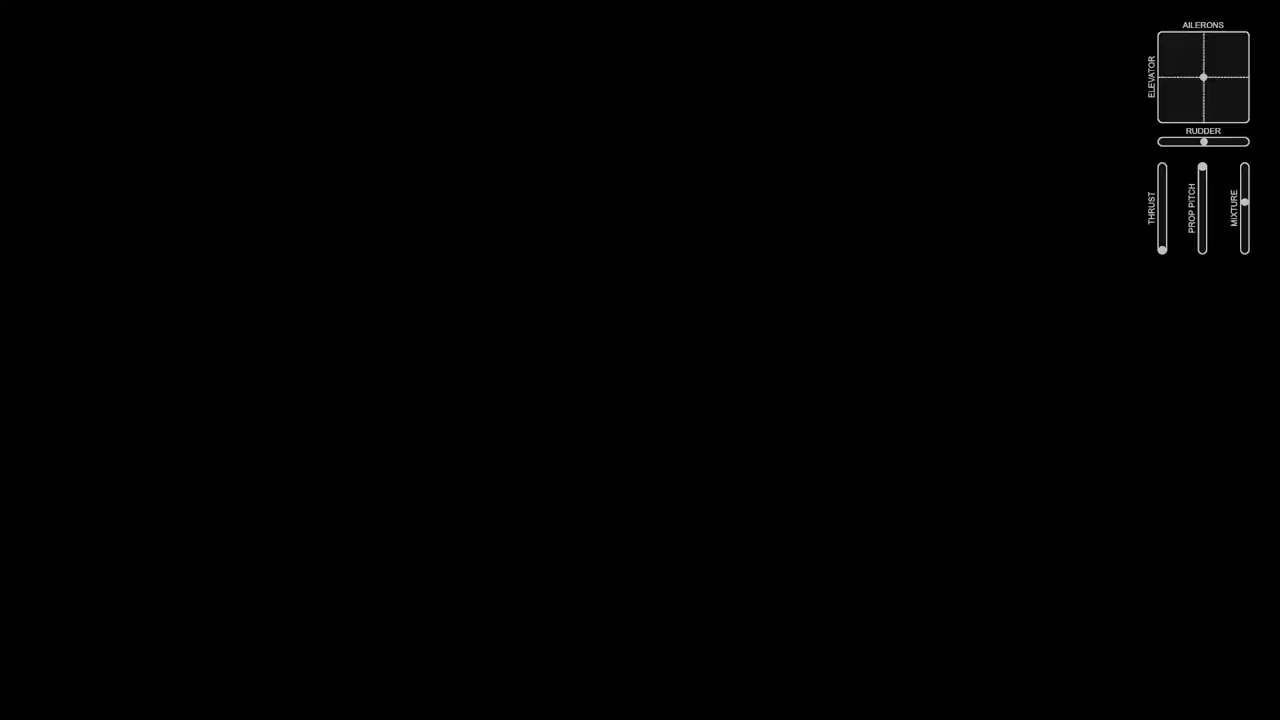 AILERONS
ELEVATOR
RUDDER
THRUST
PROP PITCH
MIXTURE